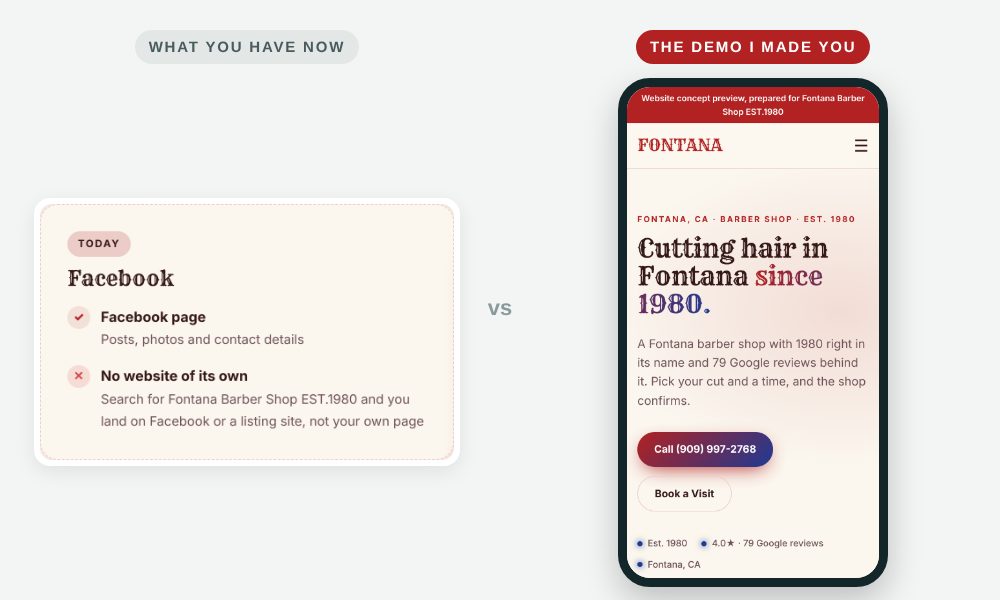 WHAT YOU HAVE NOW
THE DEMO I MADE YOU
TODAY
Facebook
Facebook page
Posts, photos and contact details
No website of its own
Search for Fontana Barber Shop EST.1980 and you
land on Facebook or a listing site, not your own page
vs
Website concept preview, prepared for Fontana Barber
Shop EST.1980
FONTANA
FONTANA, CA · BARBER SHOP · EST. 1980
Cutting hair in
Fontana since
1980.
A Fontana barber shop with 1980 right in
its name and 79 Google reviews behind
it. Pick your cut and a time, and the shop
confirms.
Call (909) 997-2768
Book a Visit
Est. 1980
4.0★ · 79 Google reviews
Fontana, CA